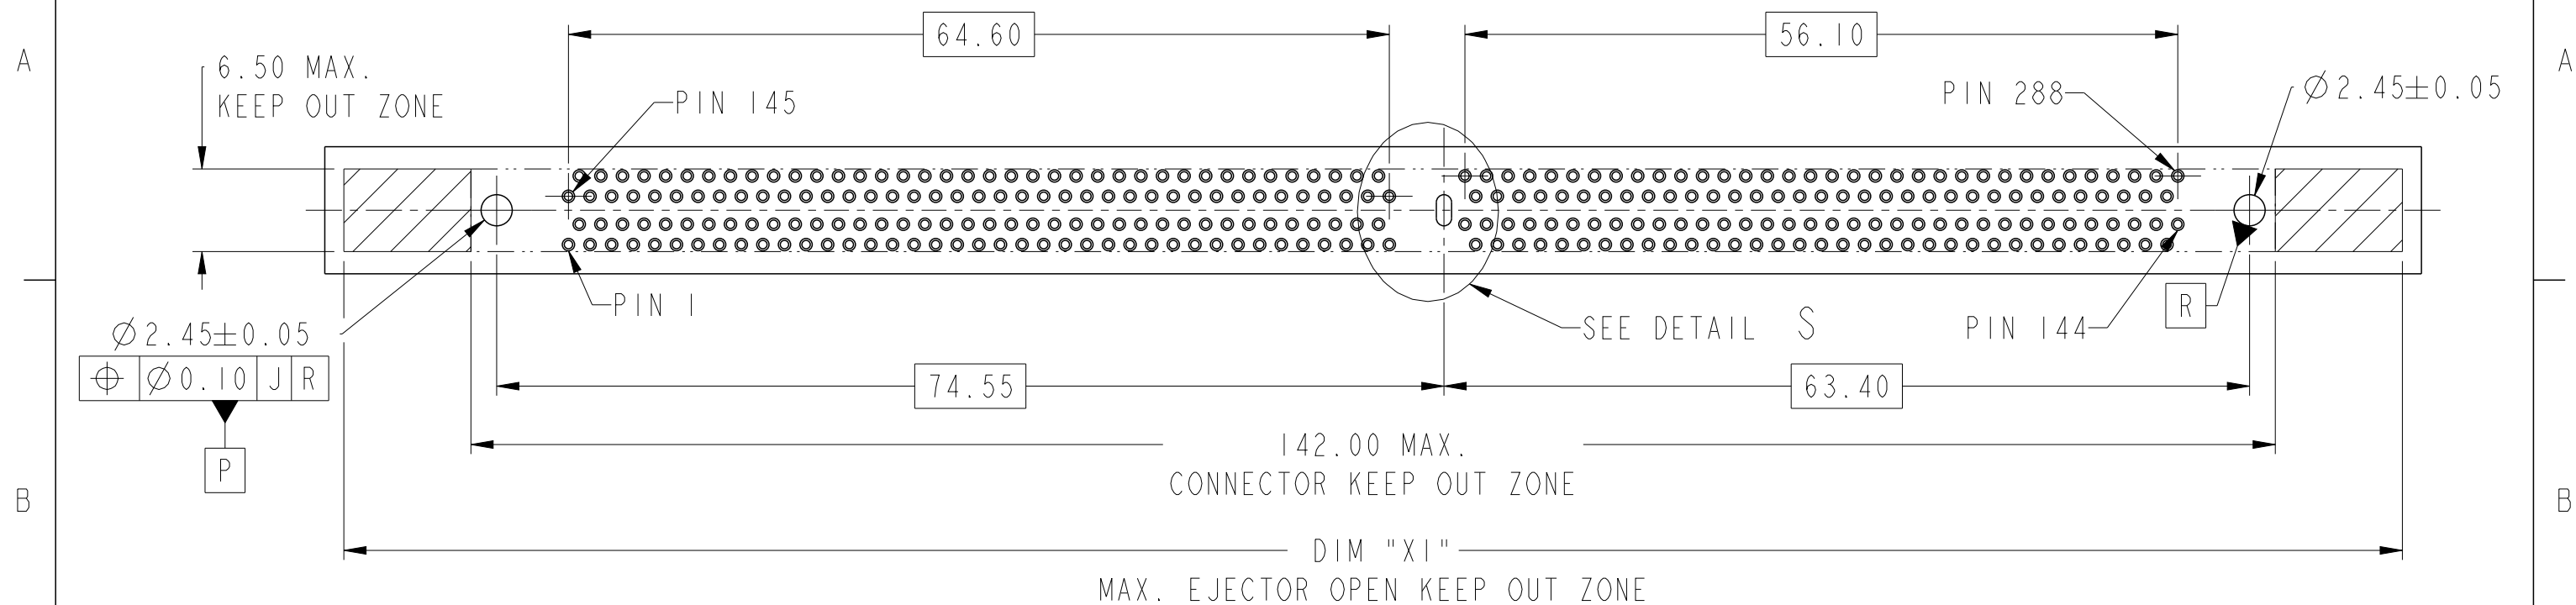 64.60
56.10
A
A
6.50 MAX.
KEEP OUT ZONE
PIN 145
PIN 288
Ø2.45±0.05
PIN 1
R
SEE DETAIL S
PIN 144
Ø2.45±0.05
⌖ Ø0.10 J R
74.55
63.40
P
142.00 MAX.
CONNECTOR KEEP OUT ZONE
B
B
DIM "X1"
MAX. EJECTOR OPEN KEEP OUT ZONE